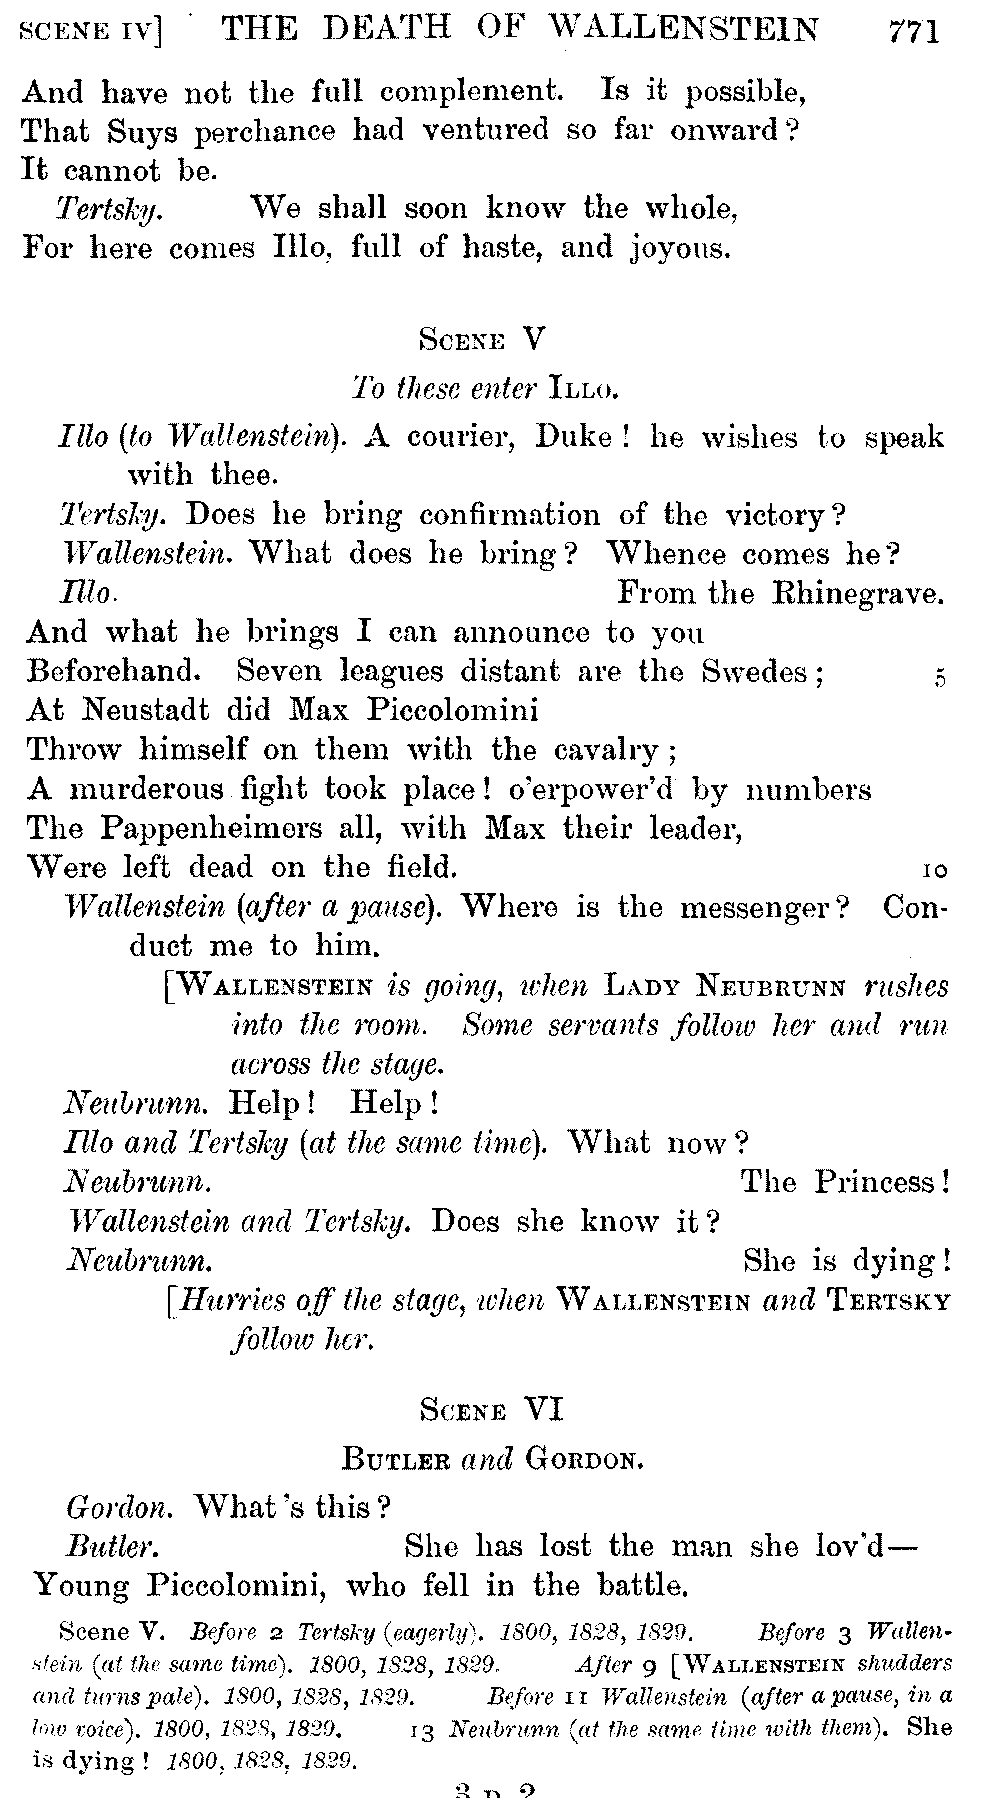 SCENE IV] THE DEATH OF WALLENSTEIN 771
And have not the full complement. Is it possible,
That Suys perchance had ventured so far onward?
It cannot be.
Tertsky. We shall soon know the whole,
For here comes Illo, full of haste, and joyous.
SCENE V
To these enter ILLO.
Illo (to Wallenstein). A courier, Duke! he wishes to speak
with thee.
Tertsky. Does he bring confirmation of the victory?
Wallenstein. What does he bring? Whence comes he?
Illo. From the Rhinegrave.
And what he brings I can announce to you
Beforehand. Seven leagues distant are the Swedes; 5
At Neustadt did Max Piccolomini
Throw himself on them with the cavalry;
A murderous fight took place! o'erpower'd by numbers
The Pappenheimers all, with Max their leader,
Were left dead on the field. 10
Wallenstein (after a pause). Where is the messenger? Con-
duct me to him.
[WALLENSTEIN is going, when LADY NEUBRUNN rushes
into the room. Some servants follow her and run
across the stage.
Neubrunn. Help! Help!
Illo and Tertsky (at the same time). What now?
Neubrunn. The Princess!
Wallenstein and Tertsky. Does she know it?
Neubrunn. She is dying!
[Hurries off the stage, when WALLENSTEIN and TERTSKY
follow her.
SCENE VI
BUTLER and GORDON.
Gordon. What's this?
Butler. She has lost the man she lov'd—
Young Piccolomini, who fell in the battle.
Scene V. Before 2 Tertsky (eagerly). 1800, 1828, 1829. Before 3 Wallen-
stein (at the same time). 1800, 1828, 1829. After 9 [WALLENSTEIN shudders
and turns pale). 1800, 1828, 1829. Before 11 Wallenstein (after a pause, in a
low voice). 1800, 1828, 1829. 13 Neubrunn (at the same time with them). She
is dying! 1800, 1828, 1829.
3 D 2